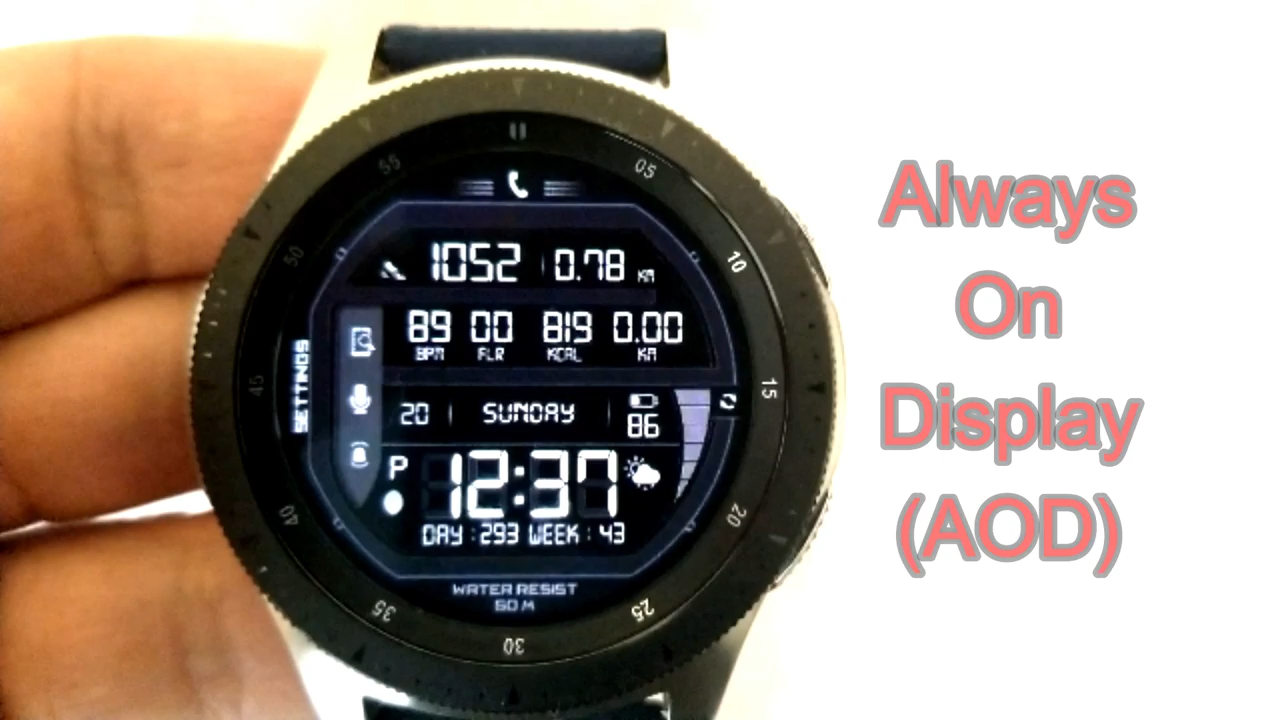 55
05
50
10
45
15
40
20
35
25
30
1052 0.78 KM
89 00 819 0.00
BPM FLR KCAL KM
SETTINGS
20 SUNDAY 86
P 12:37
DAY : 293 WEEK : 43
WATER RESIST
50 M
Always
On
Display
(AOD)